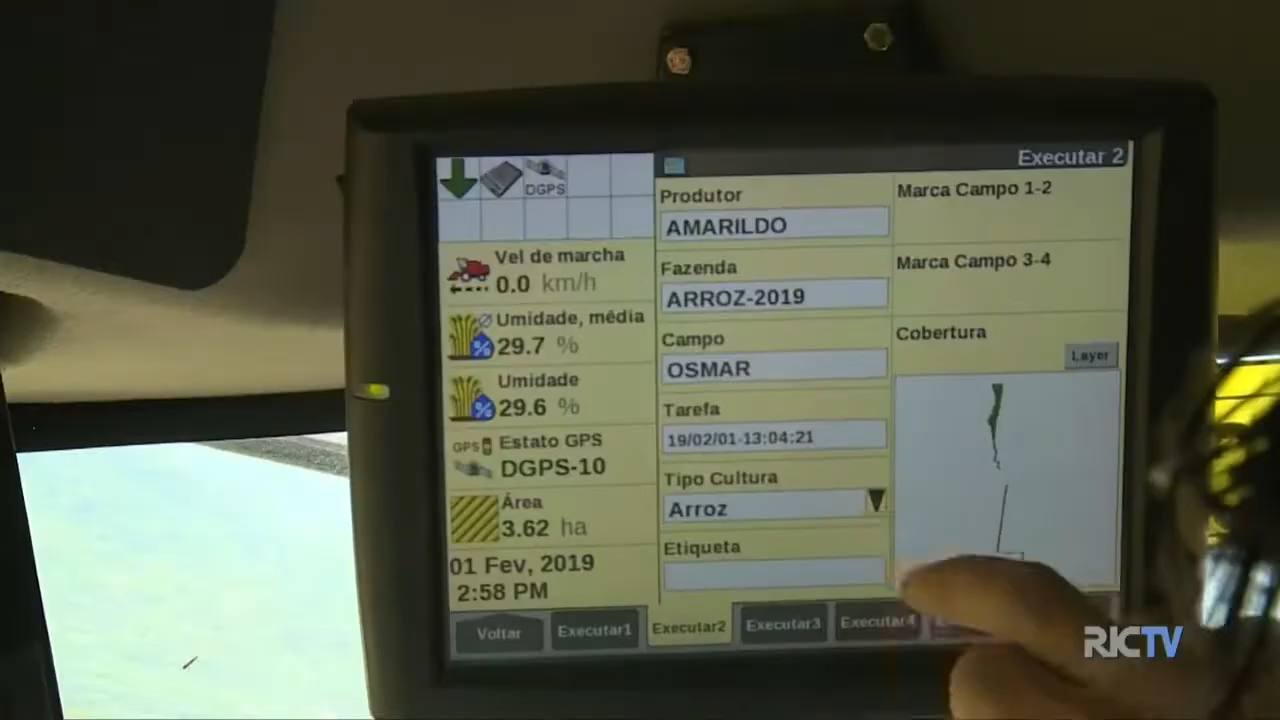 Executar 2
DGPS
Vel de marcha
0.0 km/h
Umidade, média
29.7 %
Umidade
29.6 %
GPS
Estato GPS
DGPS-10
Área
3.62 ha
01 Fev, 2019
2:58 PM
Produtor
AMARILDO
Fazenda
ARROZ-2019
Campo
OSMAR
Tarefa
19/02/01-13:04:21
Tipo Cultura
Arroz
Etiqueta
Marca Campo 1-2
Marca Campo 3-4
Cobertura
Layer
Voltar
Executar1
Executar2
Executar3
Executar4
RICTV